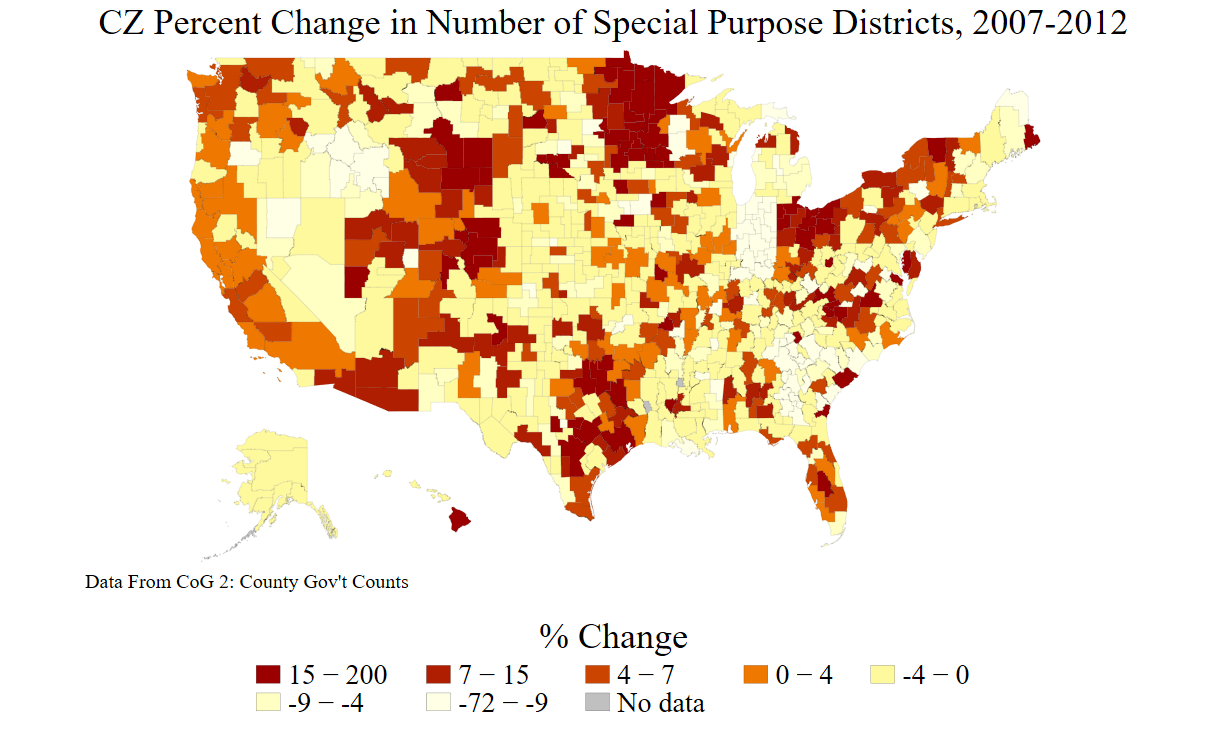 CZ Percent Change in Number of Special Purpose Districts, 2007-2012
Data From CoG 2: County Gov't Counts
% Change
15 − 200 7 − 15 4 − 7 0 − 4 -4 − 0
-9 − -4 -72 − -9 No data